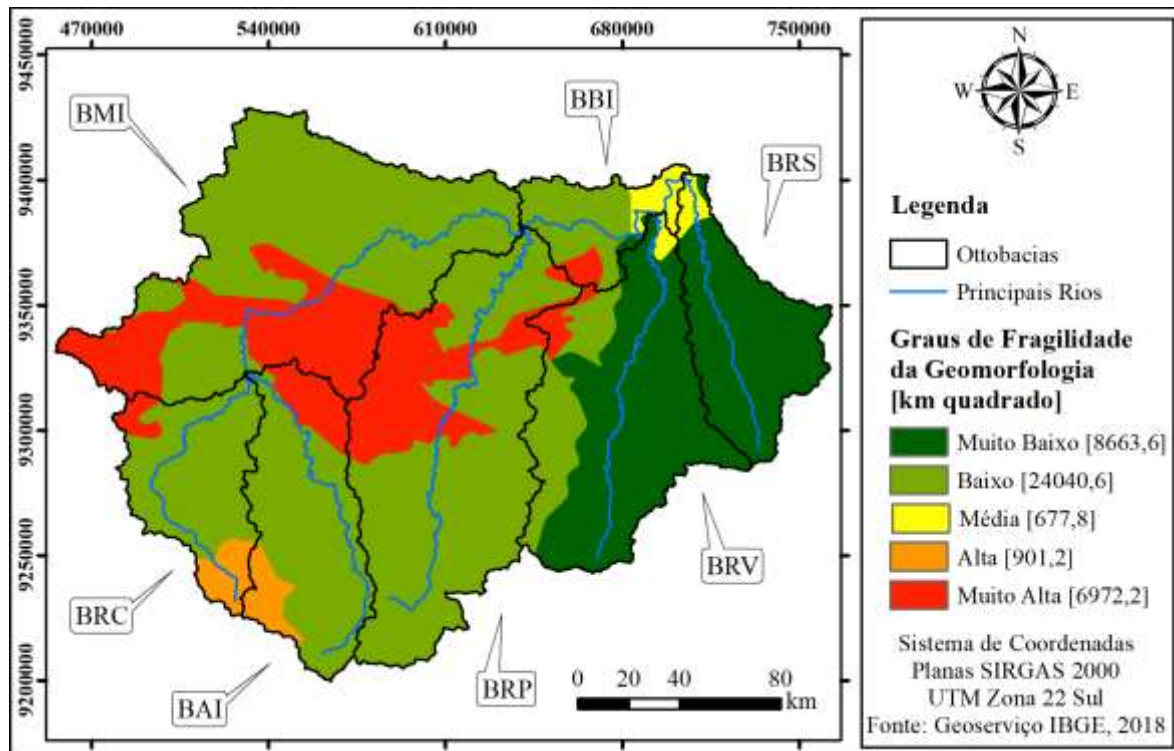 470000 540000 610000 680000 750000
9450000
9400000
9350000
9300000
9250000
9200000
BMI
BBI
BRS
BRC
BAI
BRP
BRV
0 20 40 80
km
N
W E
S
Legenda
Ottobacias
Principais Rios
Graus de Fragilidade
da Geomorfologia
[km quadrado]
Muito Baixo [8663,6]
Baixo [24040,6]
Média [677,8]
Alta [901,2]
Muito Alta [6972,2]
Sistema de Coordenadas
Planas SIRGAS 2000
UTM Zona 22 Sul
Fonte: Geoserviço IBGE, 2018